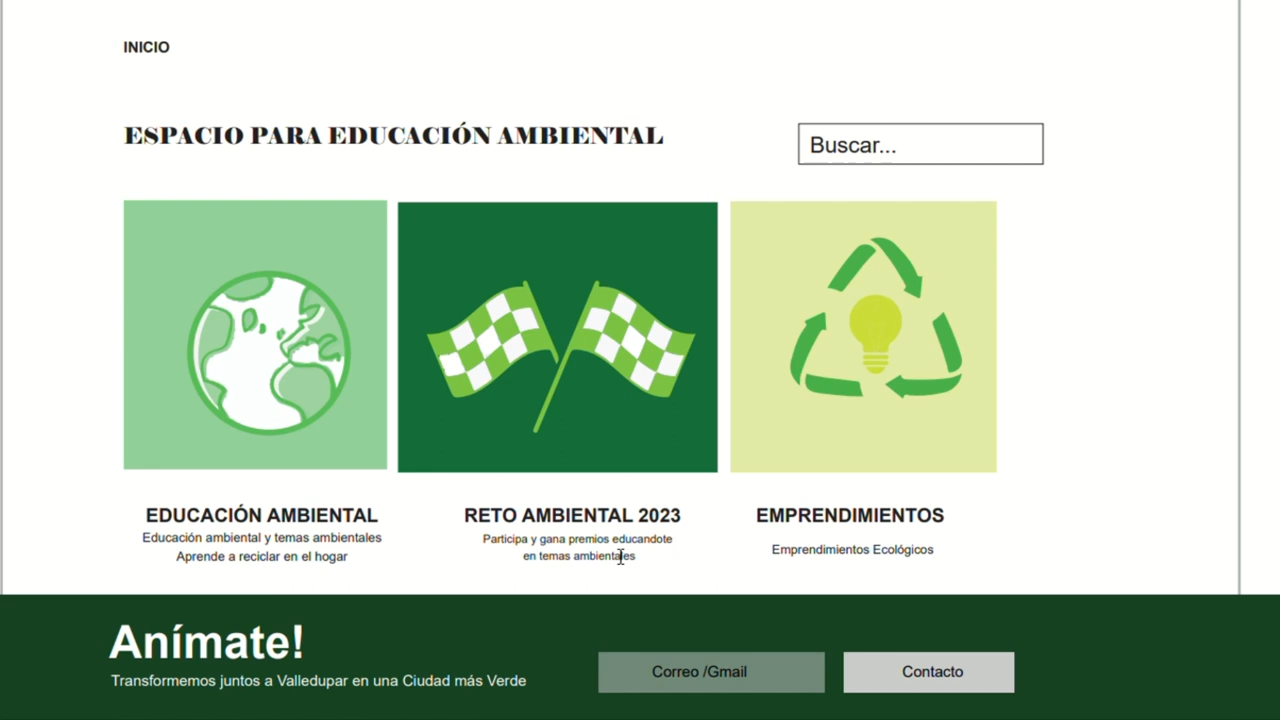 INICIO
ESPACIO PARA EDUCACIÓN AMBIENTAL
Buscar...
EDUCACIÓN AMBIENTAL
Educación ambiental y temas ambientales
Aprende a reciclar en el hogar
RETO AMBIENTAL 2023
Participa y gana premios educandote
en temas ambientales
EMPRENDIMIENTOS
Emprendimientos Ecológicos
Anímate!
Transformemos juntos a Valledupar en una Ciudad más Verde
Correo /Gmail
Contacto